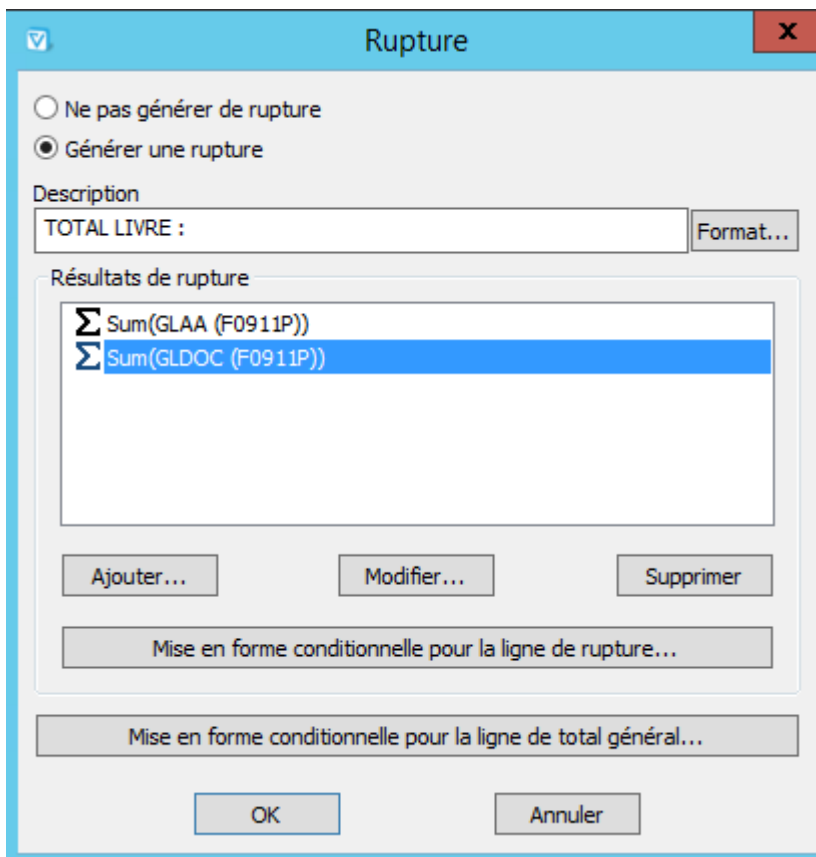 Rupture
x
Ne pas générer de rupture
Générer une rupture
Description
TOTAL LIVRE :
Format...
Résultats de rupture
Σ Sum(GLAA (F0911P))
Σ Sum(GLDOC (F0911P))
Ajouter...
Modifier...
Supprimer
Mise en forme conditionnelle pour la ligne de rupture...
Mise en forme conditionnelle pour la ligne de total général...
OK
Annuler